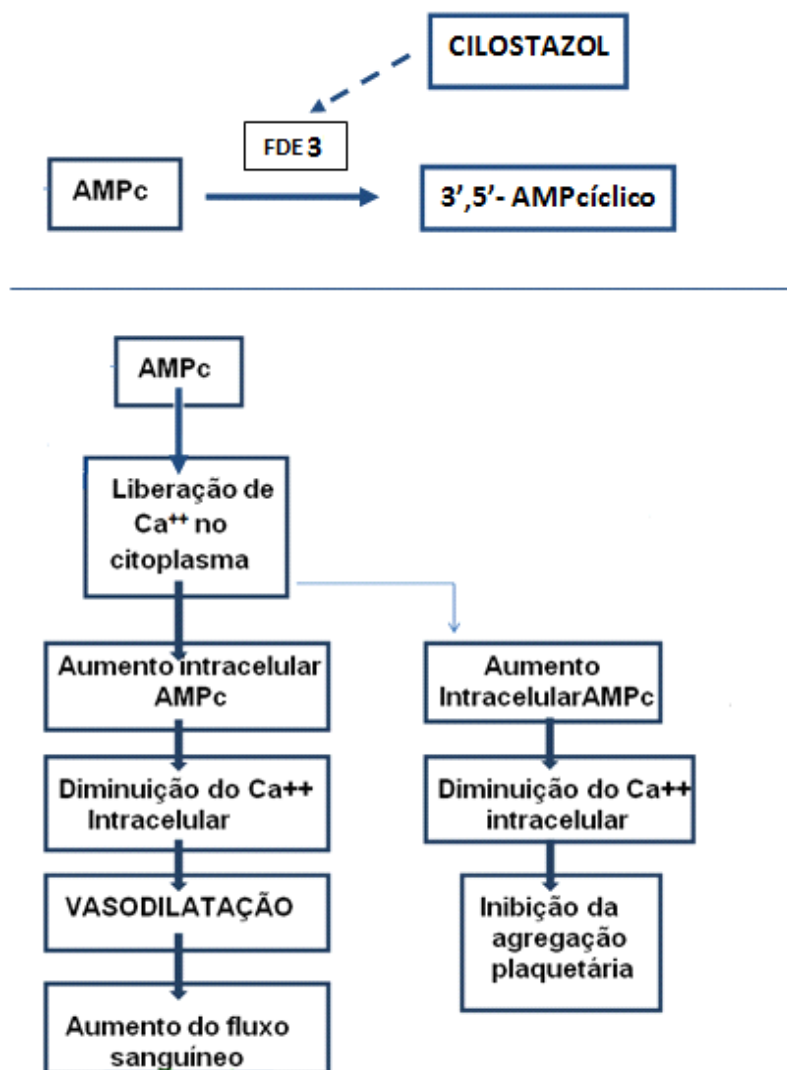 CILOSTAZOL
FDE 3
AMPc
3’,5’- AMPcíclico
AMPc
Liberação de
Ca⁺⁺ no
citoplasma
Aumento intracelular
AMPc
Diminuição do Ca++
Intracelular
VASODILATAÇÃO
Aumento do fluxo
sanguíneo
Aumento
IntracelularAMPc
Diminuição do Ca++
intracelular
Inibição da
agregação
plaquetária